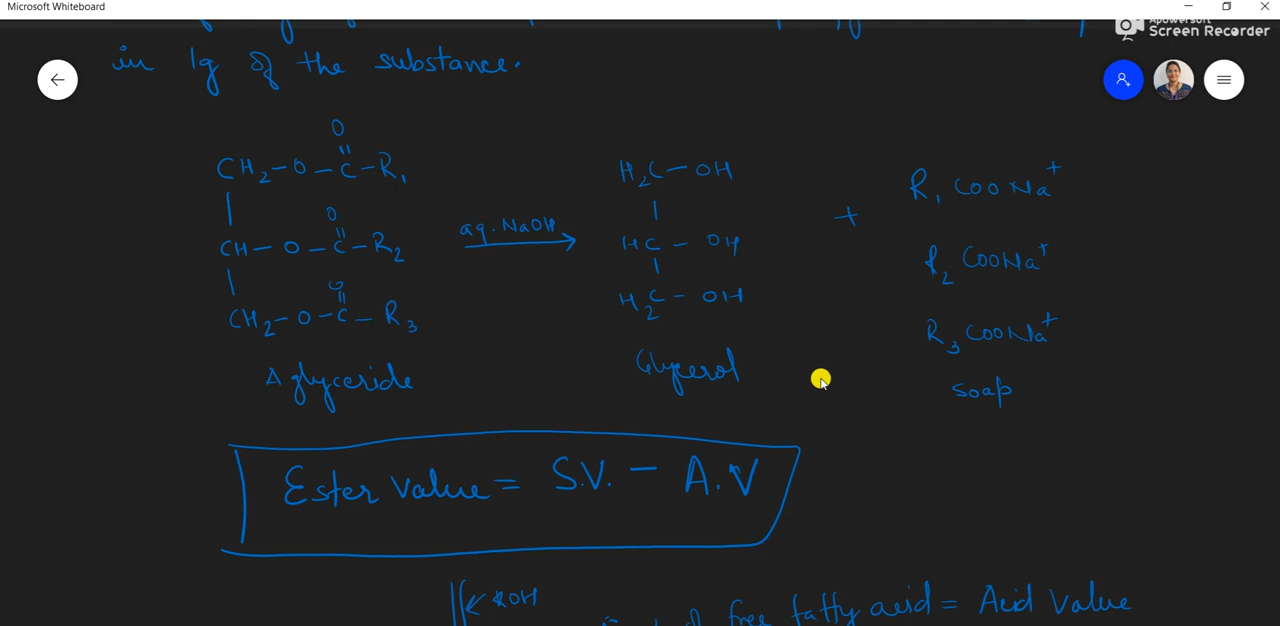 Microsoft Whiteboard
Apowersoft
Screen Recorder
in 1g of the substance.
O
CH2-O-C-R1
O
CH-O-C-R2
O
CH2-O-C-R3
A glyceride
aq. NaOH
H2C-OH
HC-OH
H2C-OH
Glycerol
+
R1COONa+
R2COONa+
R3COONa+
soap
Ester Value = S.V. - A.V
KOH
free fatty acid = Acid Value